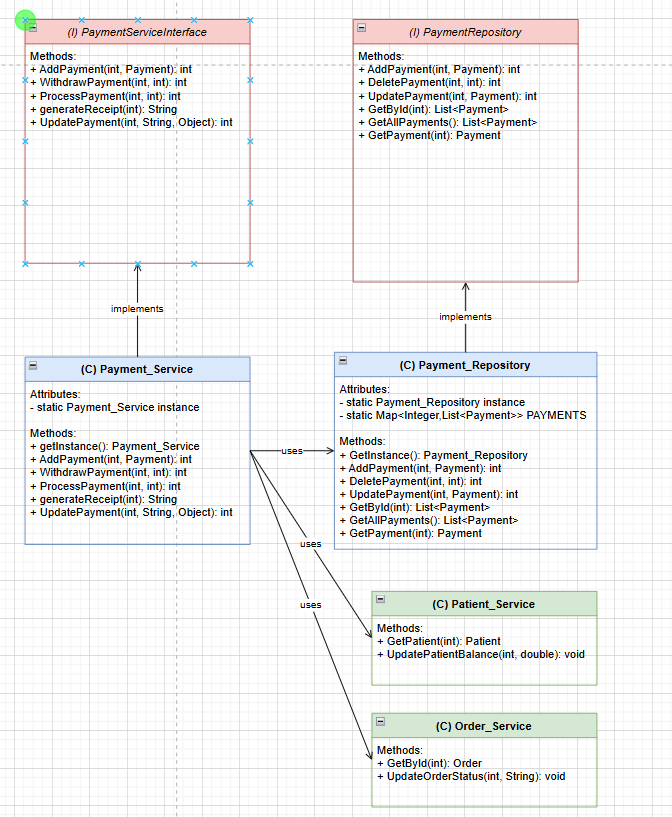 (I) PaymentServiceInterface
Methods:
+ AddPayment(int, Payment): int
+ WithdrawPayment(int, int): int
+ ProcessPayment(int, int): int
+ generateReceipt(int): String
+ UpdatePayment(int, String, Object): int
(I) PaymentRepository
Methods:
+ AddPayment(int, Payment): int
+ DeletePayment(int, int): int
+ UpdatePayment(int, Payment): int
+ GetById(int): List<Payment>
+ GetAllPayments(): List<Payment>
+ GetPayment(int): Payment
implements
implements
(C) Payment_Service
Attributes:
- static Payment_Service instance
Methods:
+ getInstance(): Payment_Service
+ AddPayment(int, Payment): int
+ WithdrawPayment(int, int): int
+ ProcessPayment(int, int): int
+ generateReceipt(int): String
+ UpdatePayment(int, String, Object): int
(C) Payment_Repository
Attributes:
- static Payment_Repository instance
- static Map<Integer,List<Payment>> PAYMENTS
Methods:
+ GetInstance(): Payment_Repository
+ AddPayment(int, Payment): int
+ DeletePayment(int, int): int
+ UpdatePayment(int, Payment): int
+ GetById(int): List<Payment>
+ GetAllPayments(): List<Payment>
+ GetPayment(int): Payment
uses
uses
uses
(C) Patient_Service
Methods:
+ GetPatient(int): Patient
+ UpdatePatientBalance(int, double): void
(C) Order_Service
Methods:
+ GetById(int): Order
+ UpdateOrderStatus(int, String): void